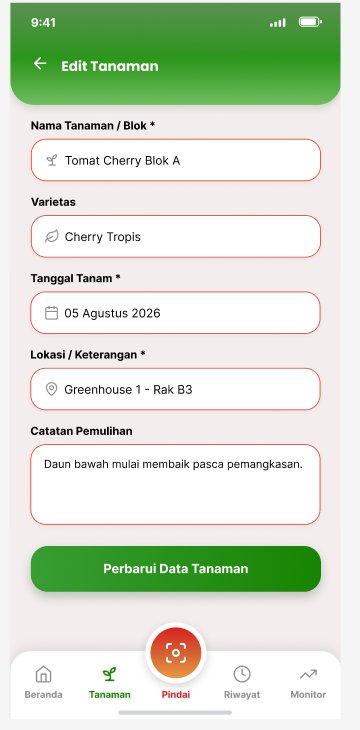 9:41
Edit Tanaman
Nama Tanaman / Blok *
Tomat Cherry Blok A
Varietas
Cherry Tropis
Tanggal Tanam *
05 Agustus 2026
Lokasi / Keterangan *
Greenhouse 1 - Rak B3
Catatan Pemulihan
Daun bawah mulai membaik pasca pemangkasan.
Perbarui Data Tanaman
Beranda Tanaman Pindai Riwayat Monitor